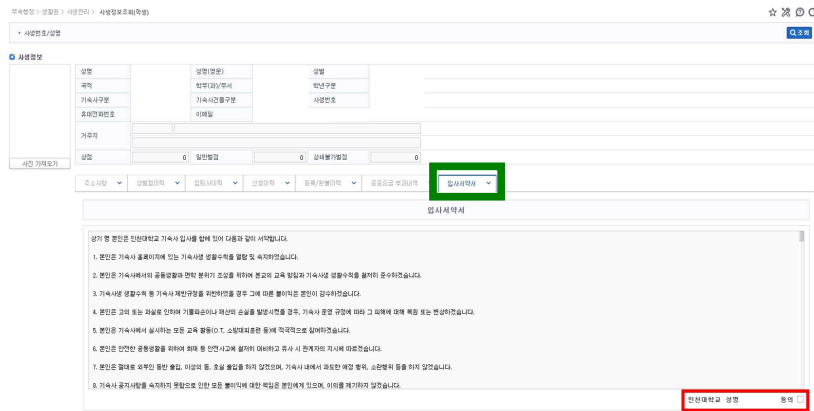 부속행정 > 생활원 > 사생관리 > 사생정보조회(학생)
• 사생번호/성명
조회
사생정보
성명 성명(영문) 성별
국적 학부(과)/부서 학년구분
기숙사구분 기숙사건물구분 사생번호
휴대전화번호 이메일
거주지
상점 0 일반벌점 0 상쇄불가벌점 0
사진 가져오기
주소사항 상벌점이력 입퇴사이력 신청이력 등록/환불이력 공공요금 부과내역 입사서약서
입사서약서
상기 명 본인은 인천대학교 기숙사 입사를 함에 있어 다음과 같이 서약합니다.
1. 본인은 기숙사 홈페이지에 있는 기숙사생 생활수칙을 열람 및 숙지하였습니다.
2. 본인은 기숙사에서의 공동생활과 면학 분위기 조성을 위하여 본교의 교육 방침과 기숙사생 생활수칙을 철저히 준수하겠습니다.
3. 기숙사생 생활수칙 등 기숙사 제반규정을 위반하였을 경우 그에 따른 불이익은 본인이 감수하겠습니다.
4. 본인은 고의 또는 과실로 인하여 기물파손이나 재산의 손실을 발생시켰을 경우, 기숙사 운영 규정에 따라 그 피해에 대해 복원 또는 변상하겠습니다.
5. 본인은 기숙사에서 실시하는 모든 교육 활동(O.T, 소방대피훈련 등)에 적극적으로 참여하겠습니다.
6. 본인은 안전한 공동생활을 위하여 화재 등 안전사고에 철저히 대비하고 유사 시 관계자의 지시에 따르겠습니다.
7. 본인은 절대로 외부인 동반 출입, 이성의 동, 호실 출입을 하지 않겠으며, 기숙사 내에서 과도한 애정 행위, 소란행위 등을 하지 않겠습니다.
8. 기숙사 공지사항을 숙지하지 못함으로 인한 모든 불이익에 대한 책임은 본인에게 있으며, 이의를 제기하지 않겠습니다.
인천대학교 성명 동의